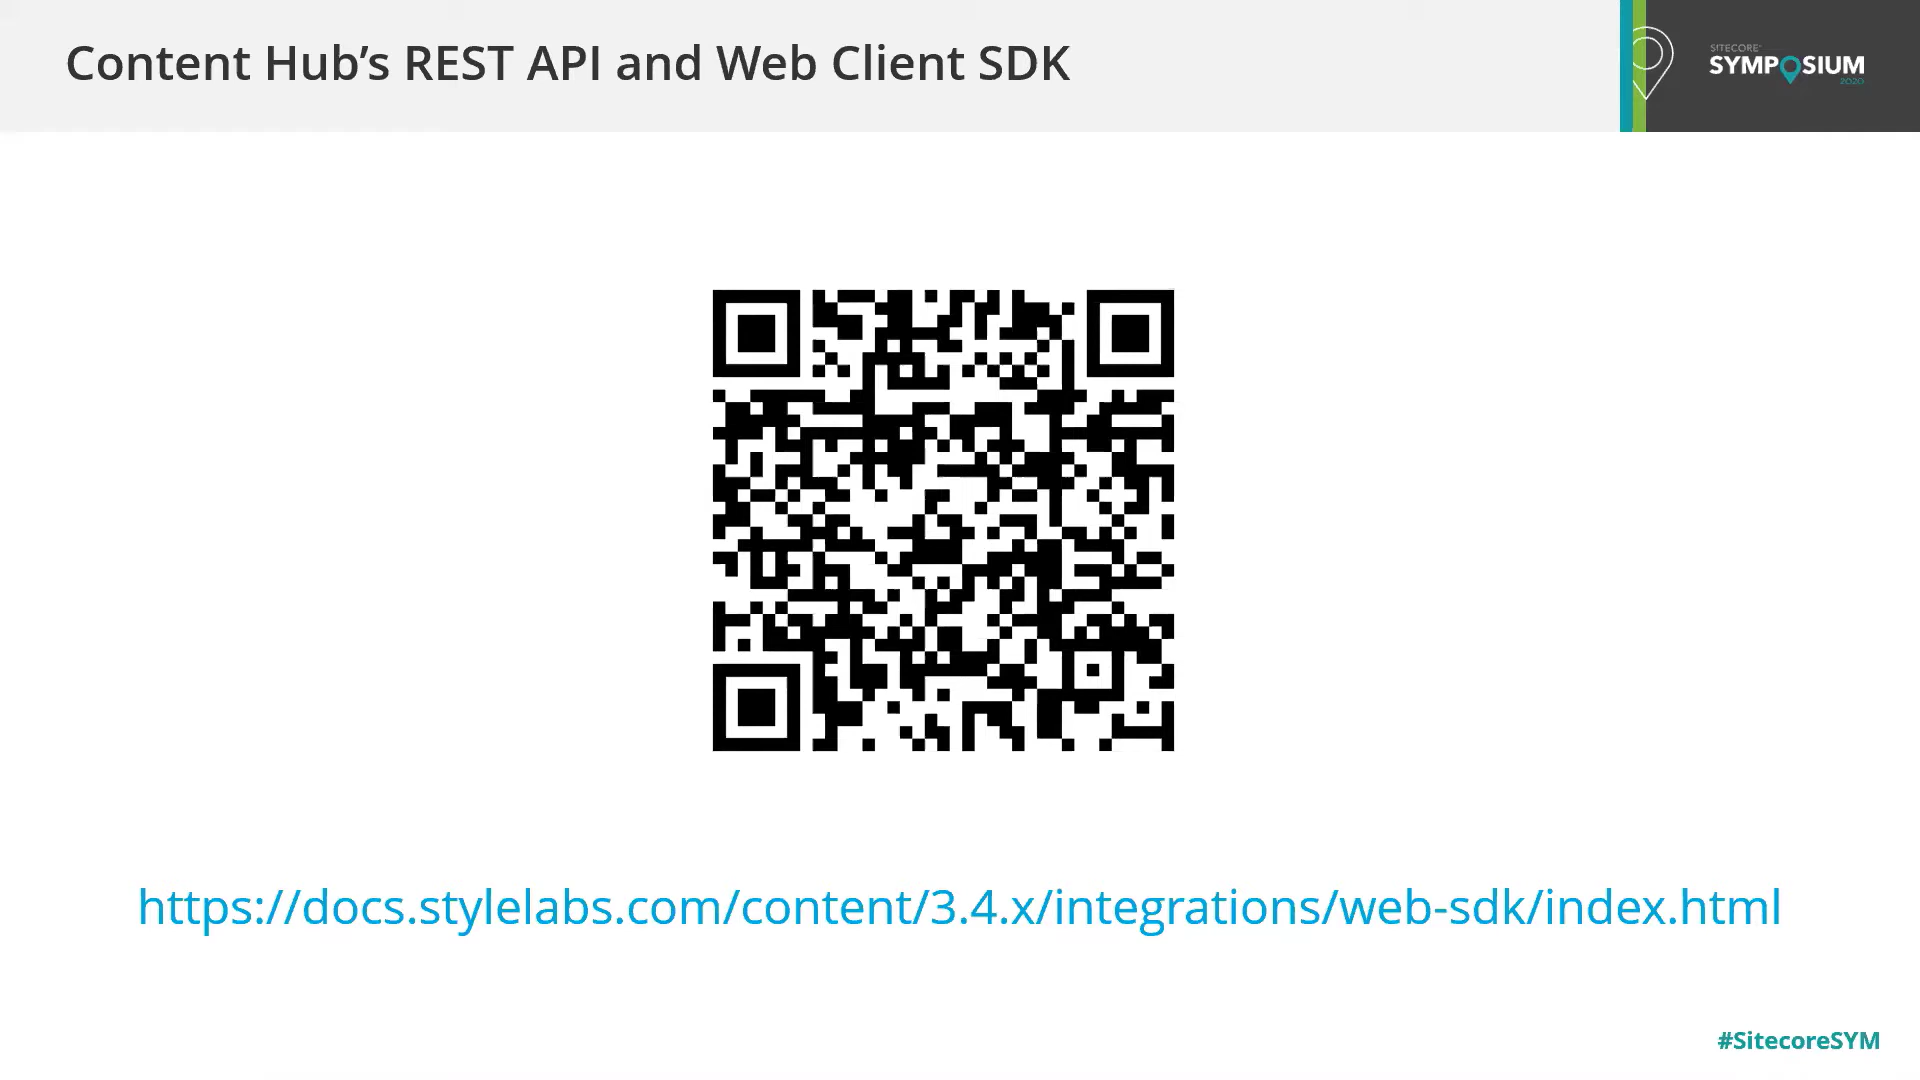 Content Hub’s REST API and Web Client SDK
SITECORE
SYMPOSIUM
2020
https://docs.stylelabs.com/content/3.4.x/integrations/web-sdk/index.html
#SitecoreSYM